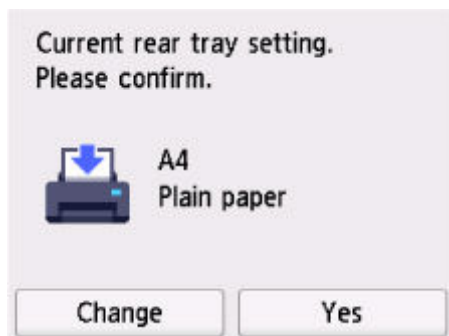 Current rear tray setting.
Please confirm.
A4
Plain paper
Change
Yes